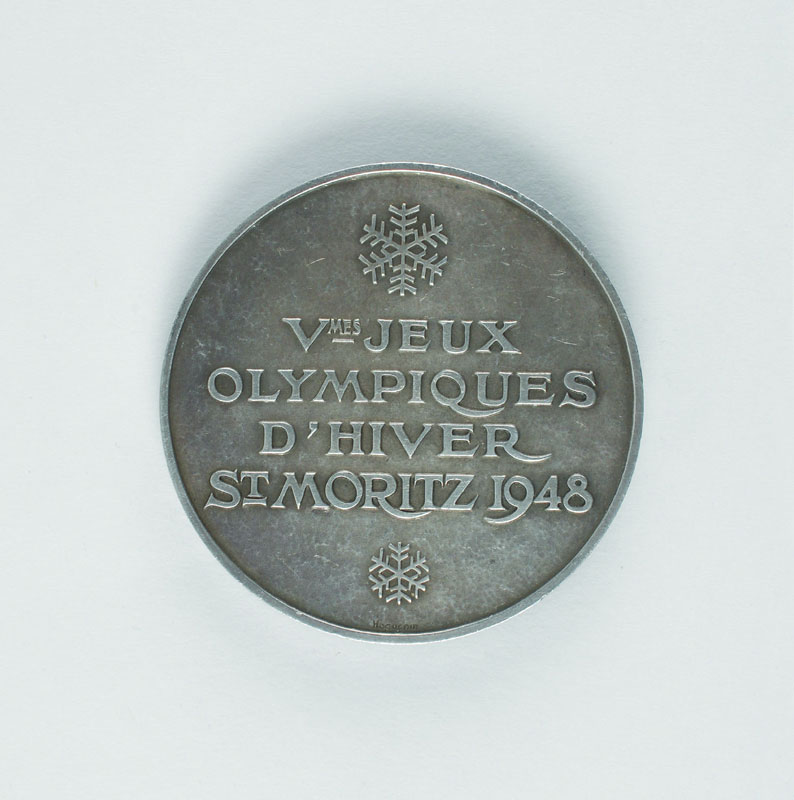 Vmes JEUX
OLYMPIQUES
D'HIVER
ST MORITZ 1948